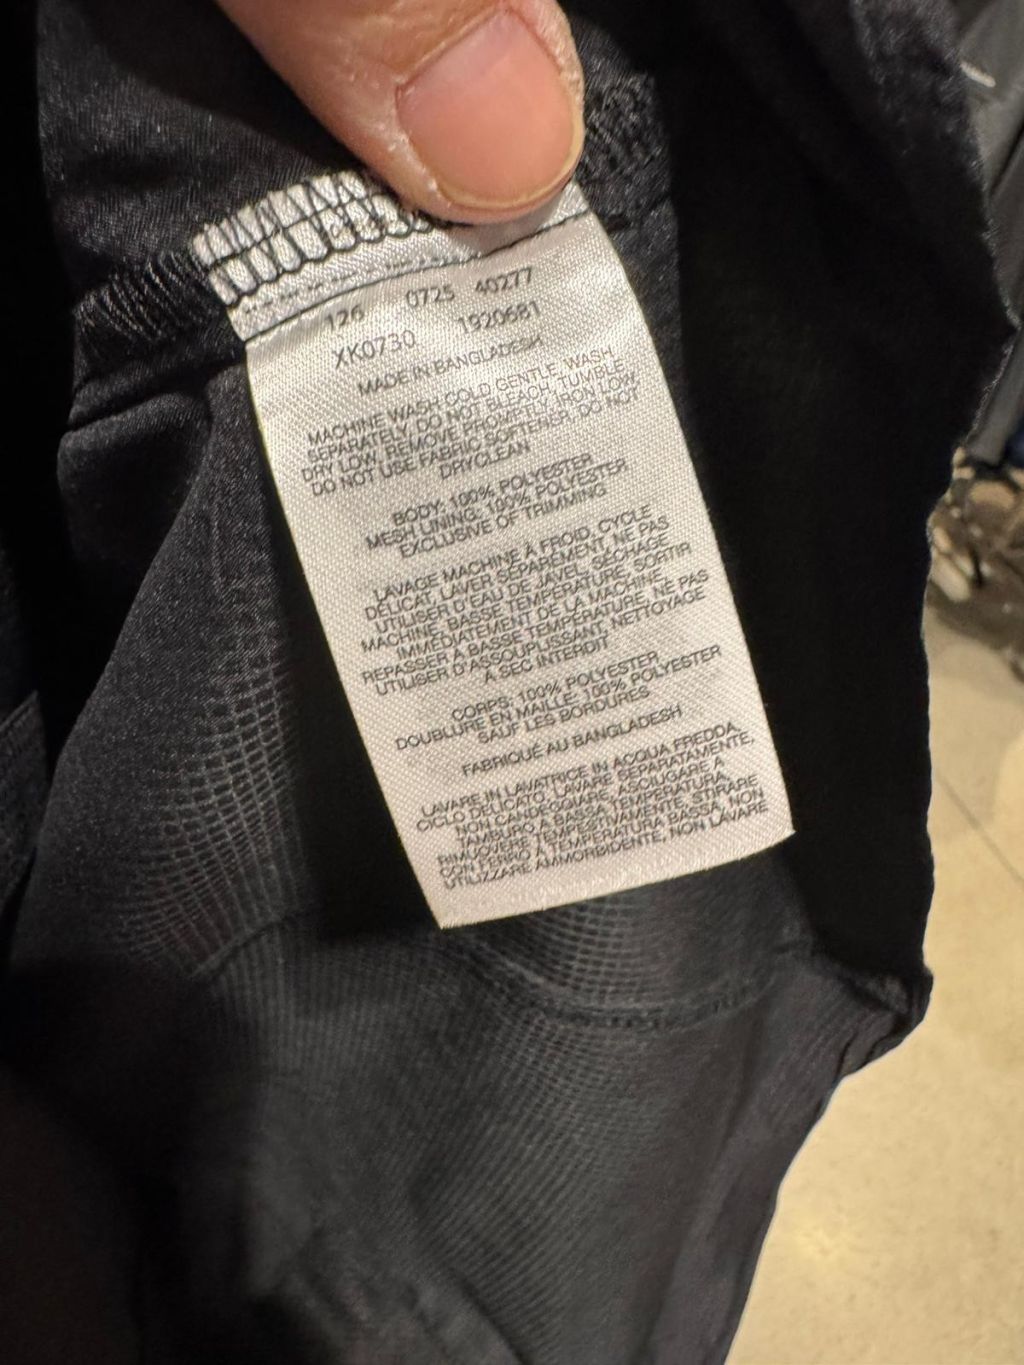 126 0725 40277
XK0730 1920681
MADE IN BANGLADESH
MACHINE WASH COLD GENTLE, WASH
SEPARATELY, DO NOT BLEACH, TUMBLE
DRY LOW, REMOVE PROMPTLY, IRON LOW
DO NOT USE FABRIC SOFTENER, DO NOT
DRYCLEAN
BODY: 100% POLYESTER
MESH LINING: 100% POLYESTER
EXCLUSIVE OF TRIMMING
LAVAGE MACHINE À FROID, CYCLE
DÉLICAT, LAVER SÉPAREMENT, NE PAS
UTILISER D'EAU DE JAVEL, SÉCHAGE
MACHINE, BASSE TEMPÉRATURE, SORTIR
IMMÉDIATEMENT DE LA MACHINE,
REPASSER À BASSE TEMPÉRATURE, NE PAS
UTILISER D'ASSOUPLISSANT, NETTOYAGE
A SEC INTERDIT
CORPS: 100% POLYESTER
DOUBLURE EN MAILLE: 100% POLYESTER
SAUF LES BORDURES
FABRIQUÉ AU BANGLADESH
LAVARE IN LAVATRICE IN ACQUA FREDDA,
CICLO DELICATO, LAVARE SEPARATAMENTE,
NON CANDEGGIARE, ASCIUGARE A
TAMBURO A BASSA TEMPERATURA,
RIMUOVERE TEMPESTIVAMENTE, STIRARE
CON FERRO A TEMPERATURA BASSA, NON
UTILIZZARE AMMORBIDENTE, NON LAVARE